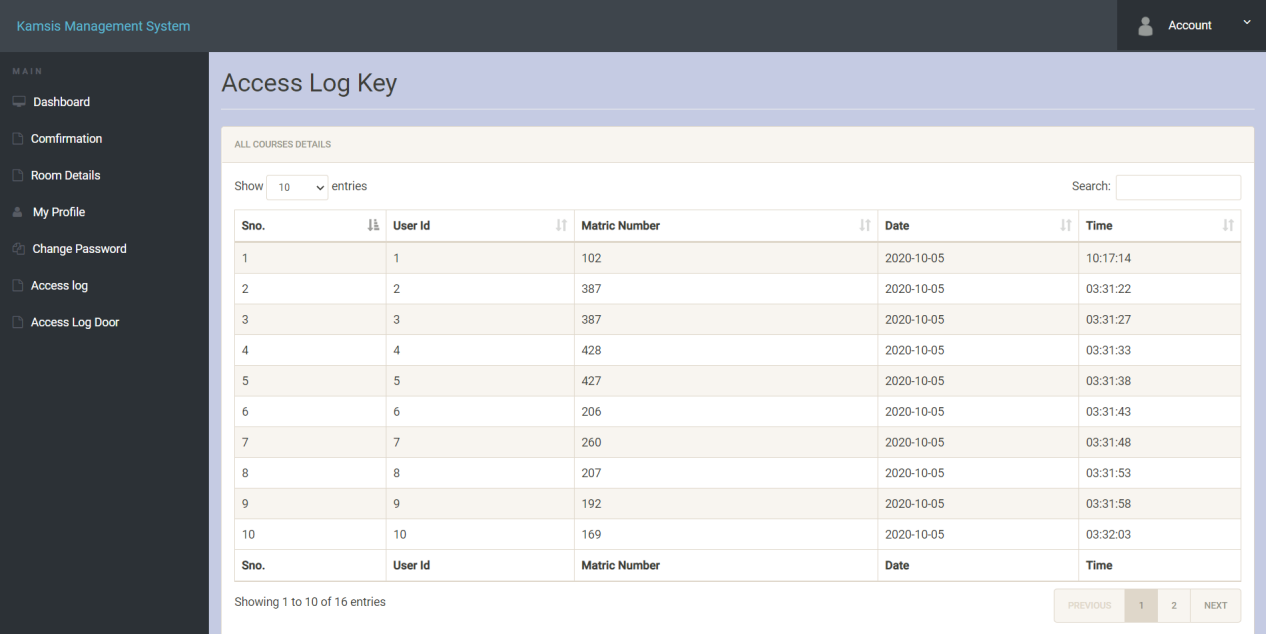 Kamsis Management System
Account
MAIN
Dashboard
Comfirmation
Room Details
My Profile
Change Password
Access log
Access Log Door
Access Log Key
ALL COURSES DETAILS
Show 10 entries Search:
Sno. User Id Matric Number Date Time
1 1 102 2020-10-05 10:17:14
2 2 387 2020-10-05 03:31:22
3 3 387 2020-10-05 03:31:27
4 4 428 2020-10-05 03:31:33
5 5 427 2020-10-05 03:31:38
6 6 206 2020-10-05 03:31:43
7 7 260 2020-10-05 03:31:48
8 8 207 2020-10-05 03:31:53
9 9 192 2020-10-05 03:31:58
10 10 169 2020-10-05 03:32:03
Sno. User Id Matric Number Date Time
Showing 1 to 10 of 16 entries
PREVIOUS 1 2 NEXT